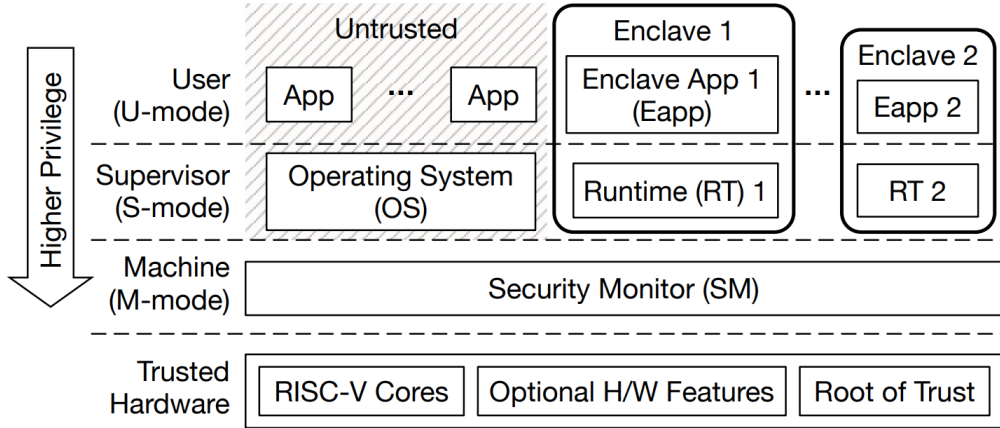 Higher Privilege
Untrusted
Enclave 1
Enclave 2
User
(U-mode)
App
...
App
Enclave App 1
(Eapp)
...
Eapp 2
Supervisor
(S-mode)
Operating System
(OS)
Runtime (RT) 1
RT 2
Machine
(M-mode)
Security Monitor (SM)
Trusted
Hardware
RISC-V Cores
Optional H/W Features
Root of Trust